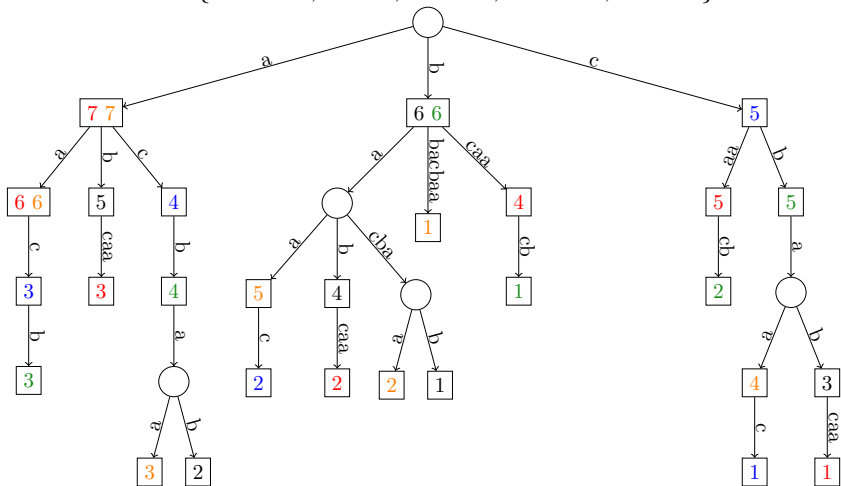 a b c
7 7 6 6 5
a b c a bacbaa caa aa b
6 6 5 4 1 4 5 5
c caa b a b cba cb cb a
3 3 4 5 4 1 2
b a c caa a b a b
3 2 2 2 1 4 3
a b c caa
3 2 1 1